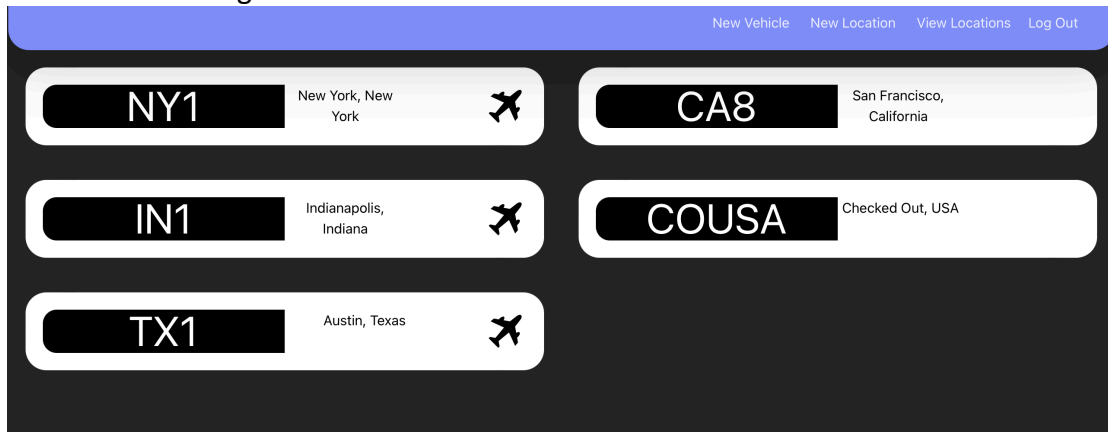 New Vehicle New Location View Locations Log Out
NY1
New York, New
York
CA8
San Francisco,
California
IN1
Indianapolis,
Indiana
COUSA
Checked Out, USA
TX1
Austin, Texas